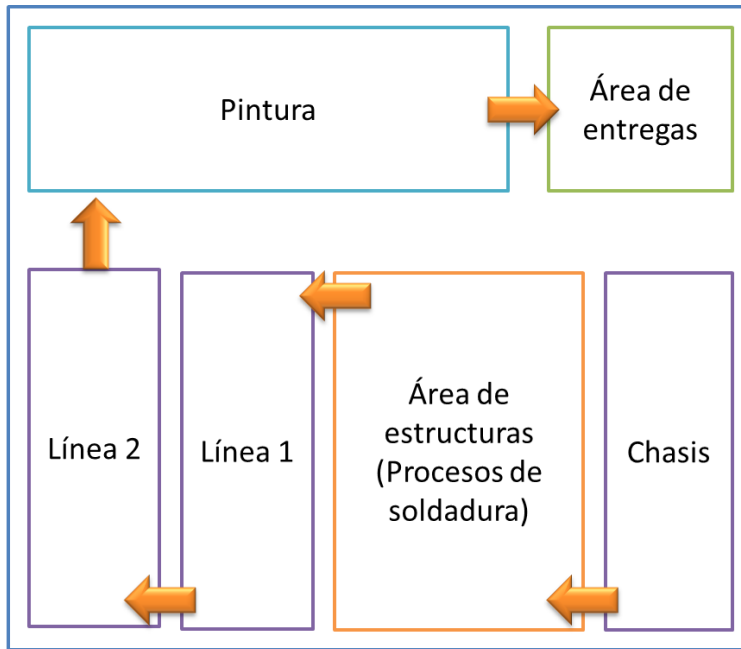 Pintura
Área de
entregas
Línea 2
Línea 1
Área de
estructuras
(Procesos de
soldadura)
Chasis